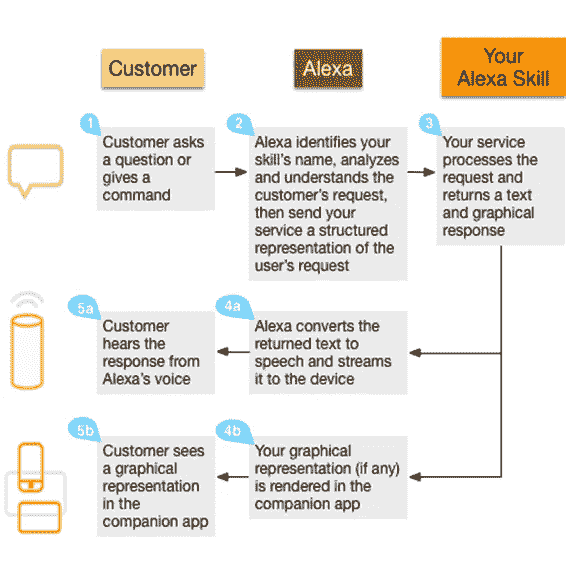 Customer
Alexa
Your
Alexa Skill
1
Customer asks
a question or
gives a
command
2
Alexa identifies your
skill's name, analyzes
and understands the
customer's request,
then send your
service a structured
representation of the
user's request
3
Your service
processes the
request and
returns a text
and graphical
response
5a
Customer
hears the
response from
Alexa's voice
4a
Alexa converts the
returned text to
speech and streams
it to the device
5b
Customer sees
a graphical
representation
in the
companion app
4b
Your graphical
representation (if any)
is rendered in the
companion app